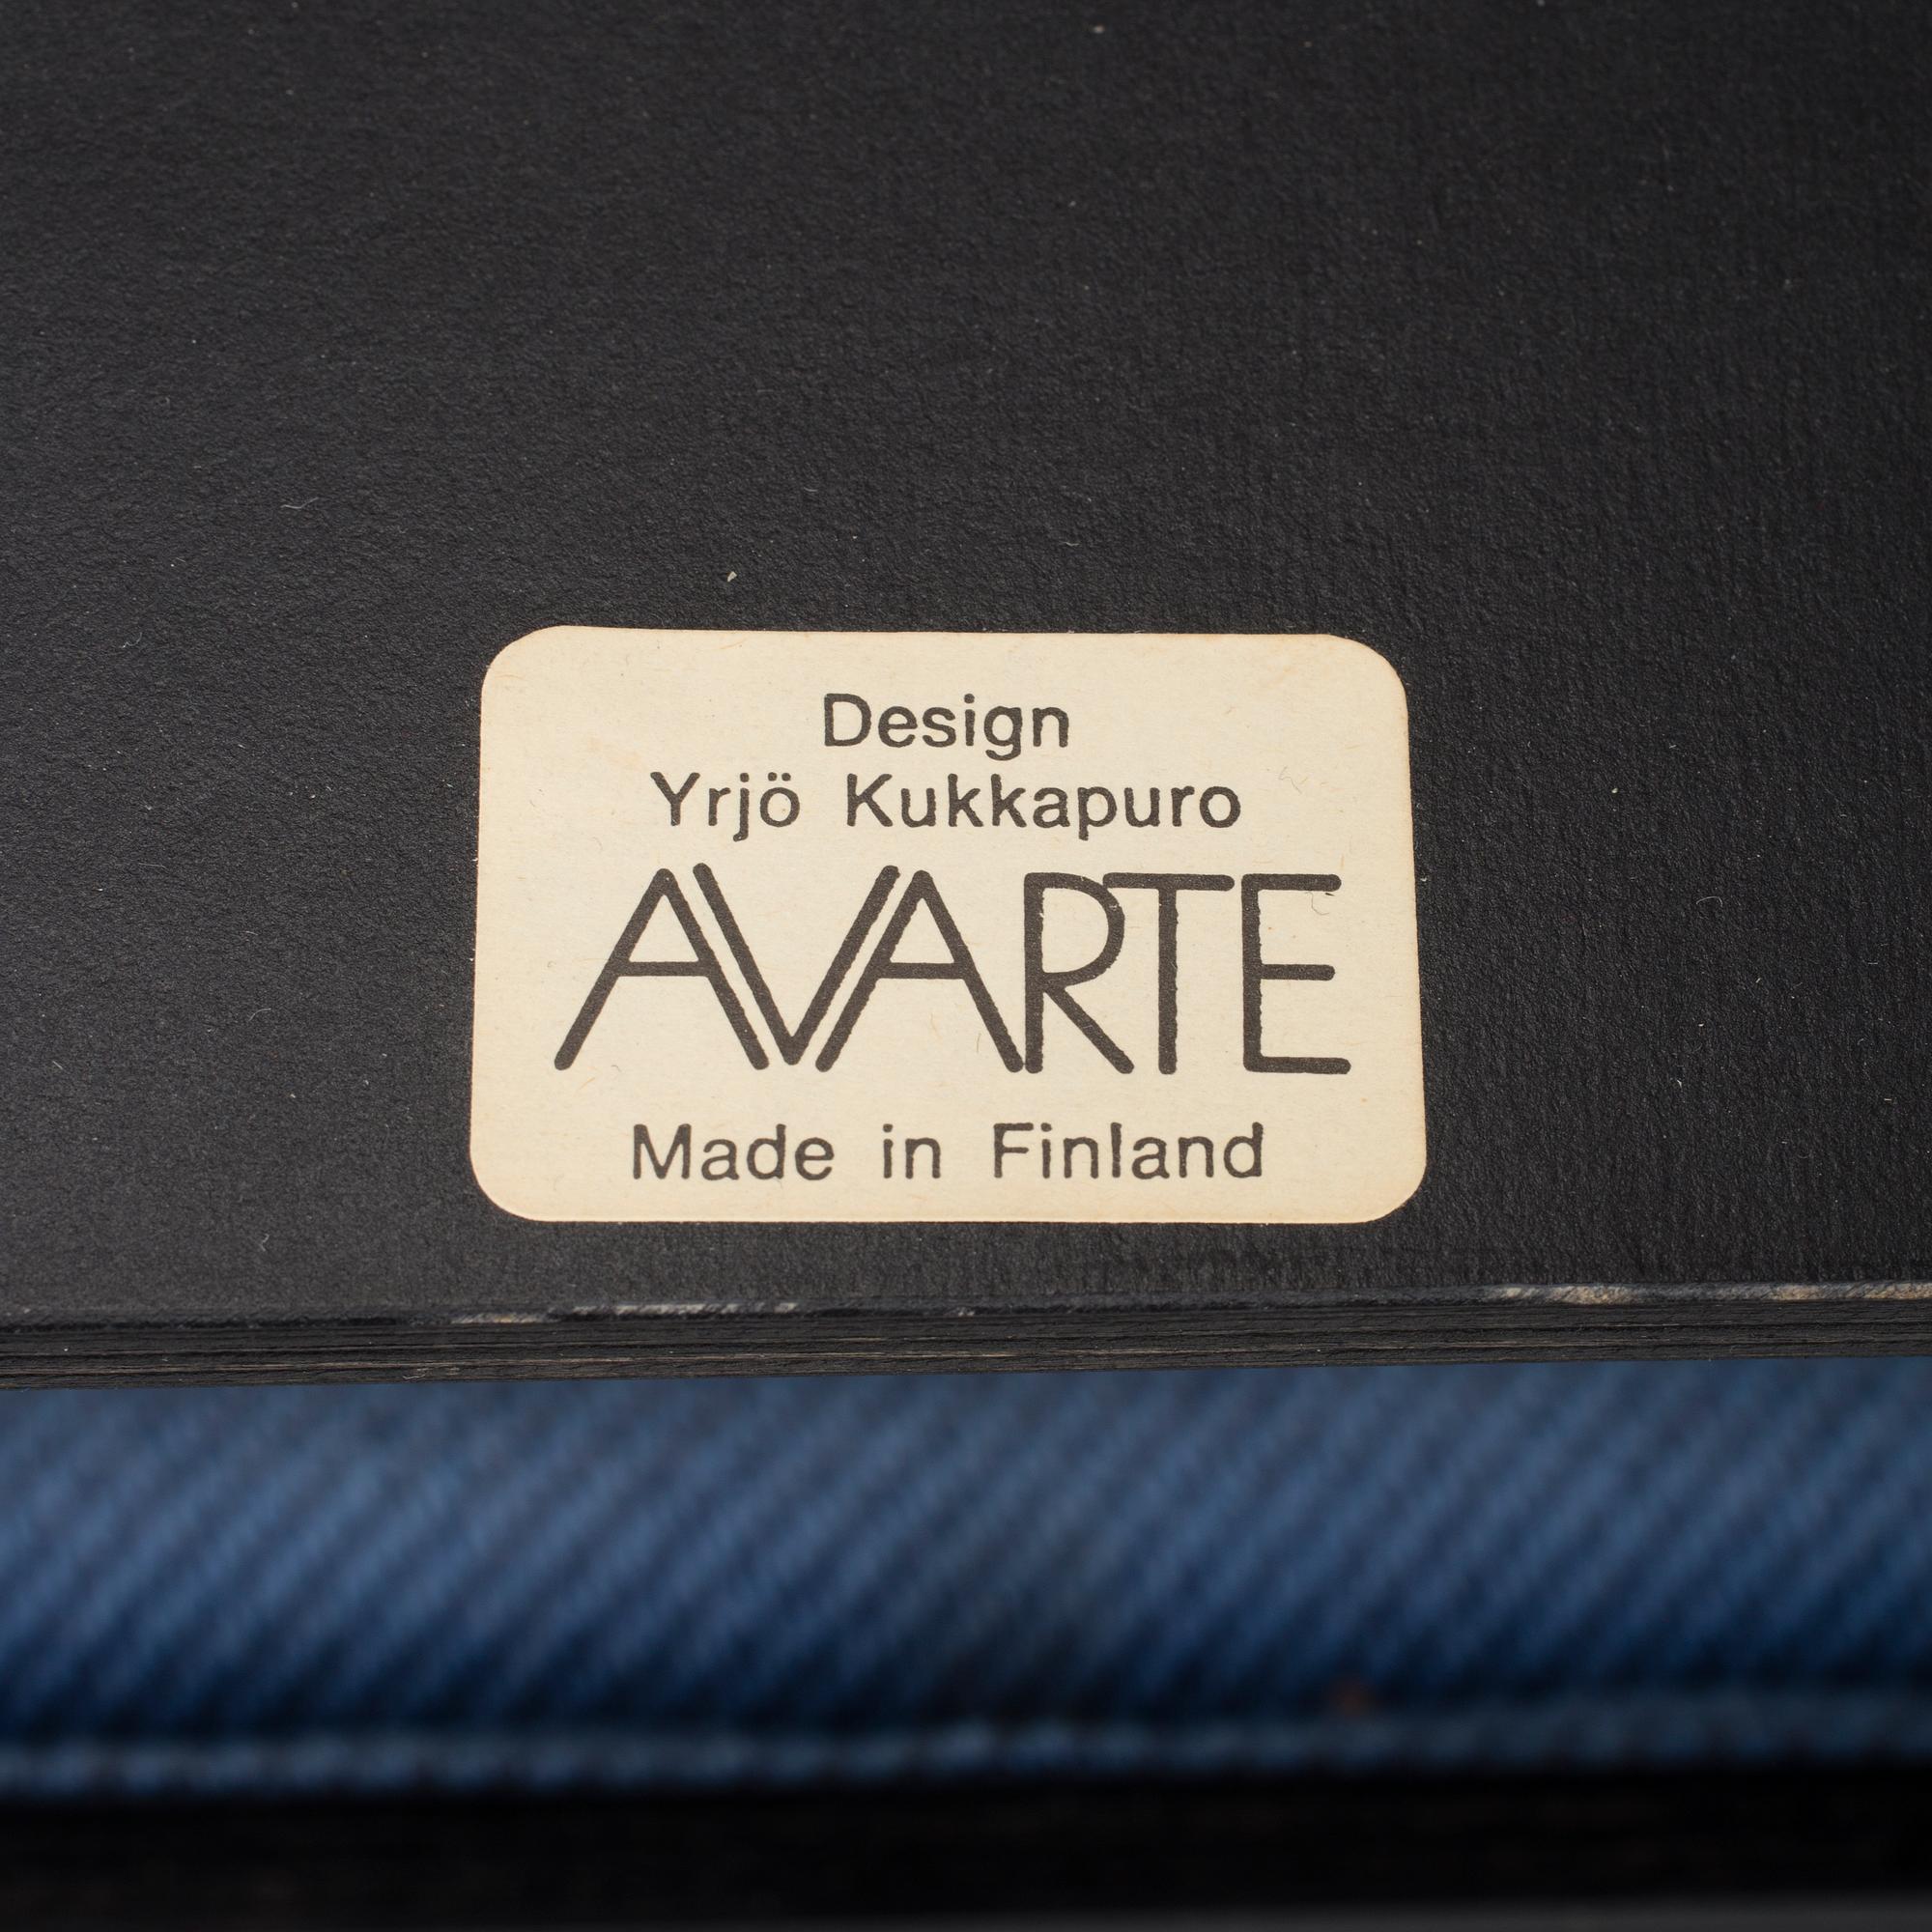 Design
Yrjö Kukkapuro
AVARTE
Made in Finland